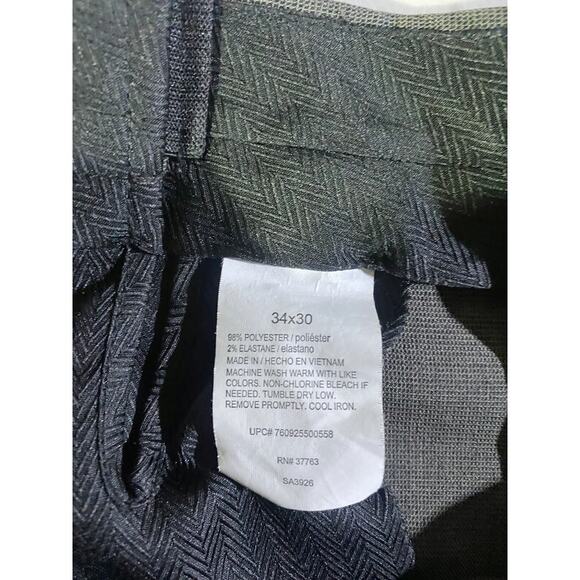 34x30
98% POLYESTER / poliéster
2% ELASTANE / elastano
MADE IN / HECHO EN VIETNAM
MACHINE WASH WARM WITH LIKE
COLORS. NON-CHLORINE BLEACH IF
NEEDED. TUMBLE DRY LOW.
REMOVE PROMPTLY. COOL IRON.
UPC# 760925500558
RN# 37763
SA3926